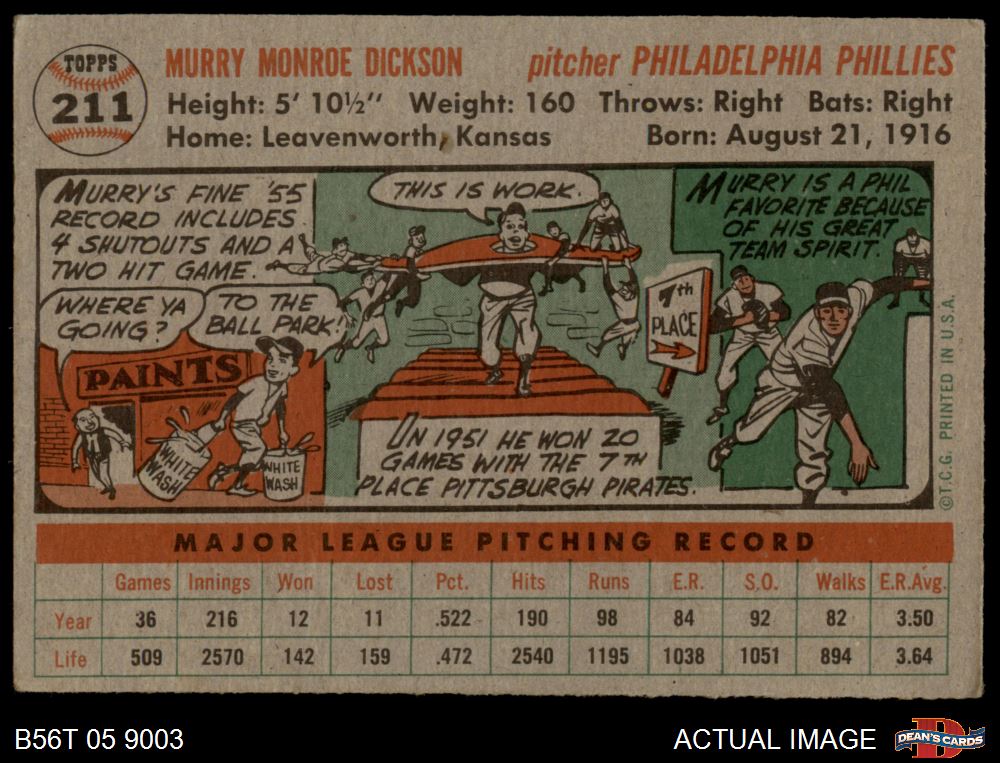 TOPPS
211
MURRY MONROE DICKSON pitcher PHILADELPHIA PHILLIES
Height: 5' 10½" Weight: 160 Throws: Right Bats: Right
Home: Leavenworth, Kansas Born: August 21, 1916
MURRY'S FINE '55
RECORD INCLUDES
4 SHUTOUTS AND A
TWO HIT GAME.
WHERE YA
GOING?
TO THE
BALL PARK!
PAINTS
WHITE
WASH
WHITE
WASH
THIS IS WORK.
IN 1951 HE WON 20
GAMES WITH THE 7TH
PLACE PITTSBURGH PIRATES.
7th
PLACE
MURRY IS A PHIL
FAVORITE BECAUSE
OF HIS GREAT
TEAM SPIRIT.
©T.C.G. PRINTED IN U.S.A.
MAJOR LEAGUE PITCHING RECORD
Games Innings Won Lost Pct. Hits Runs E.R. S.O. Walks E.R.Avg.
Year 36 216 12 11 .522 190 98 84 92 82 3.50
Life 509 2570 142 159 .472 2540 1195 1038 1051 894 3.64
B56T 05 9003 ACTUAL IMAGE DEAN'S CARDS